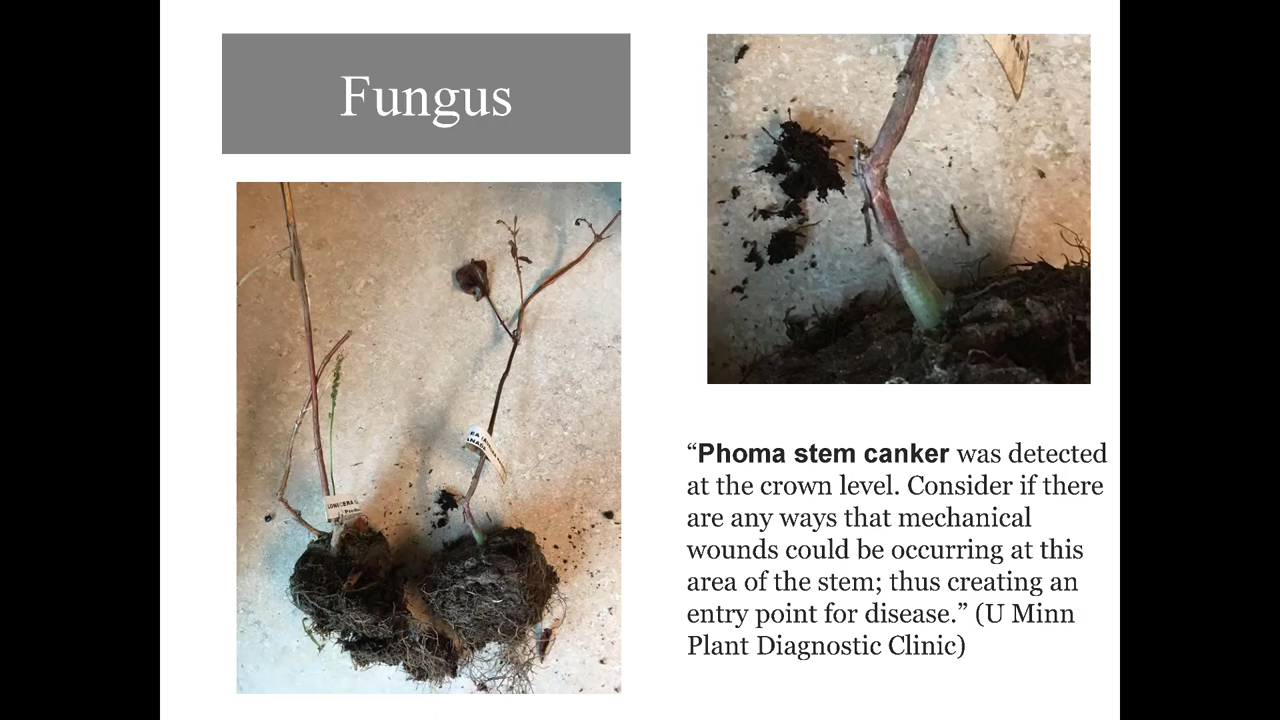 Fungus
“Phoma stem canker was detected
at the crown level. Consider if there
are any ways that mechanical
wounds could be occurring at this
area of the stem; thus creating an
entry point for disease.” (U Minn
Plant Diagnostic Clinic)
LONICERA